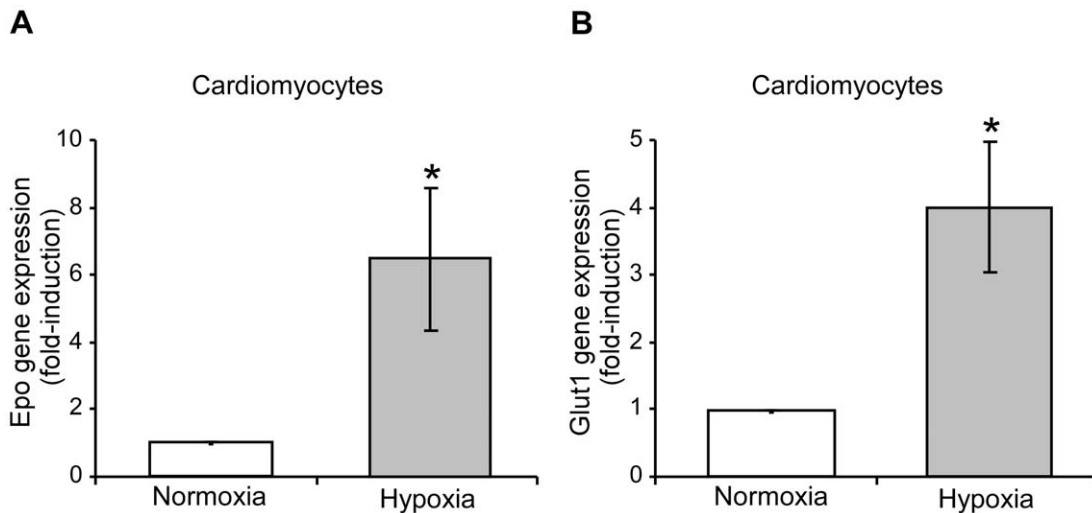 A
Cardiomyocytes
Epo gene expression
(fold-induction)
10
8
6
4
2
0
*
Normoxia
Hypoxia
B
Cardiomyocytes
Glut1 gene expression
(fold-induction)
5
4
3
2
1
0
*
Normoxia
Hypoxia